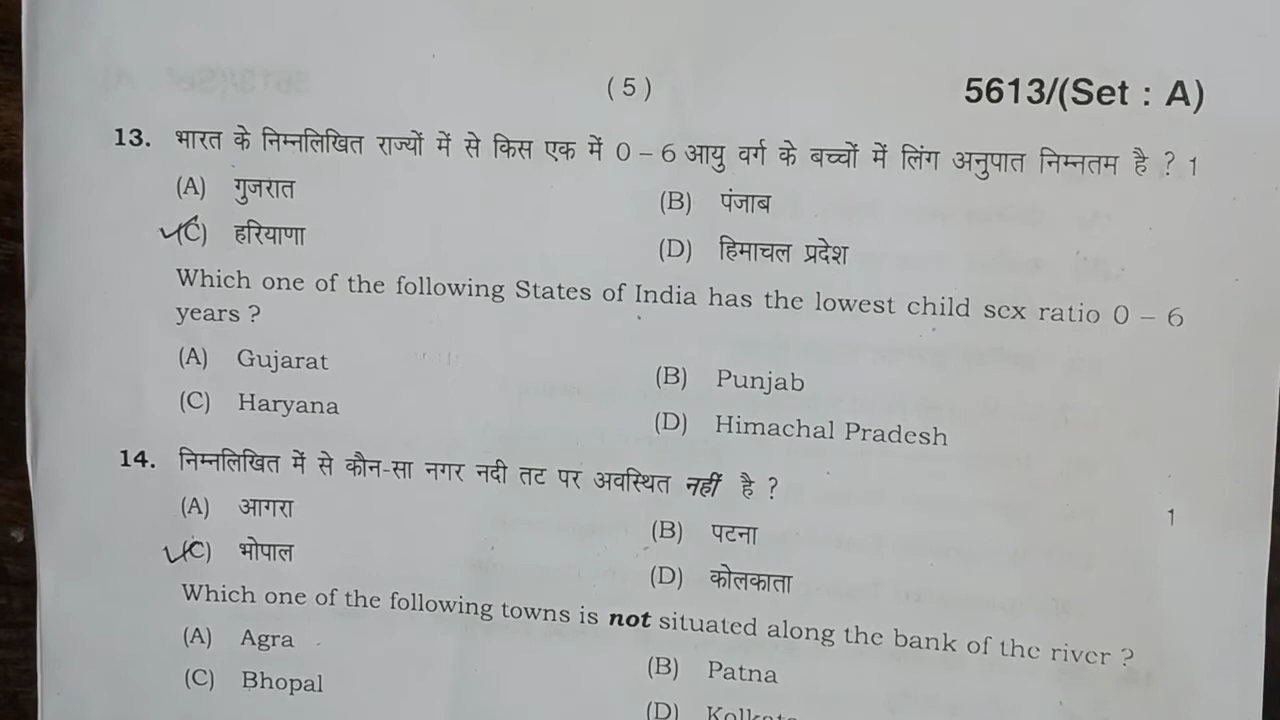 ( 5 )
5613/(Set : A)
13. भारत के निम्नलिखित राज्यों में से किस एक में 0 – 6 आयु वर्ग के बच्चों में लिंग अनुपात निम्नतम है ? 1
(A) गुजरात
(B) पंजाब
(C) हरियाणा
(D) हिमाचल प्रदेश
Which one of the following States of India has the lowest child sex ratio 0 – 6
years ?
(A) Gujarat
(B) Punjab
(C) Haryana
(D) Himachal Pradesh
14. निम्नलिखित में से कौन-सा नगर नदी तट पर अवस्थित नहीं है ? 1
(A) आगरा
(B) पटना
(C) भोपाल
(D) कोलकाता
Which one of the following towns is not situated along the bank of the river ?
(A) Agra
(B) Patna
(C) Bhopal
(D) Kolkata